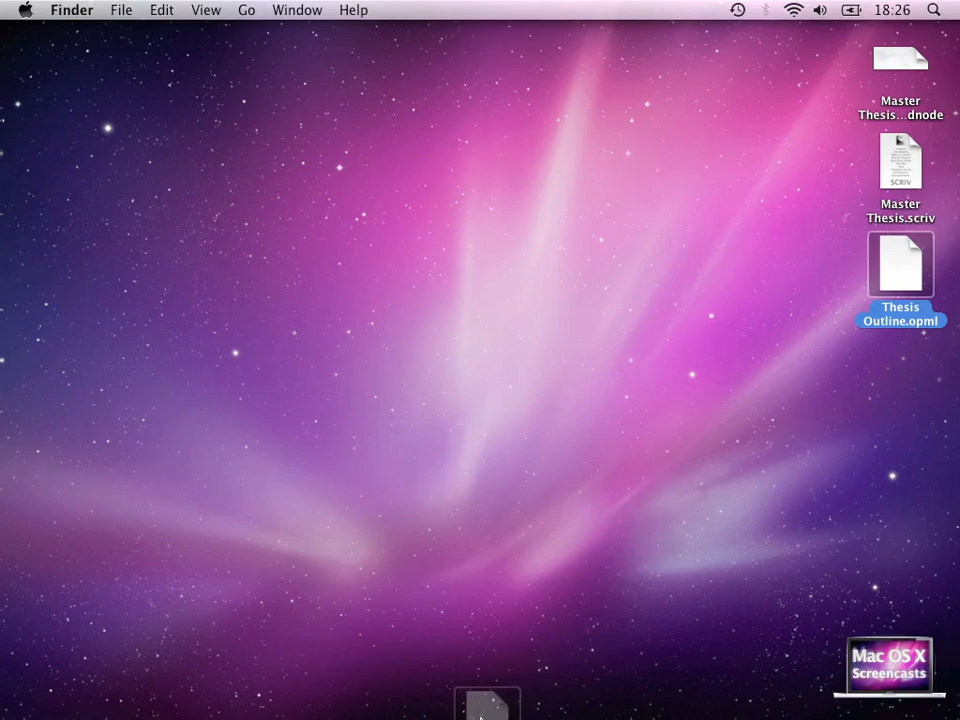 Finder File Edit View Go Window Help 18:26
Master
Thesis...dnode
SCRIV
Master
Thesis.scriv
Thesis
Outline.opml
Mac OS X
Screencasts